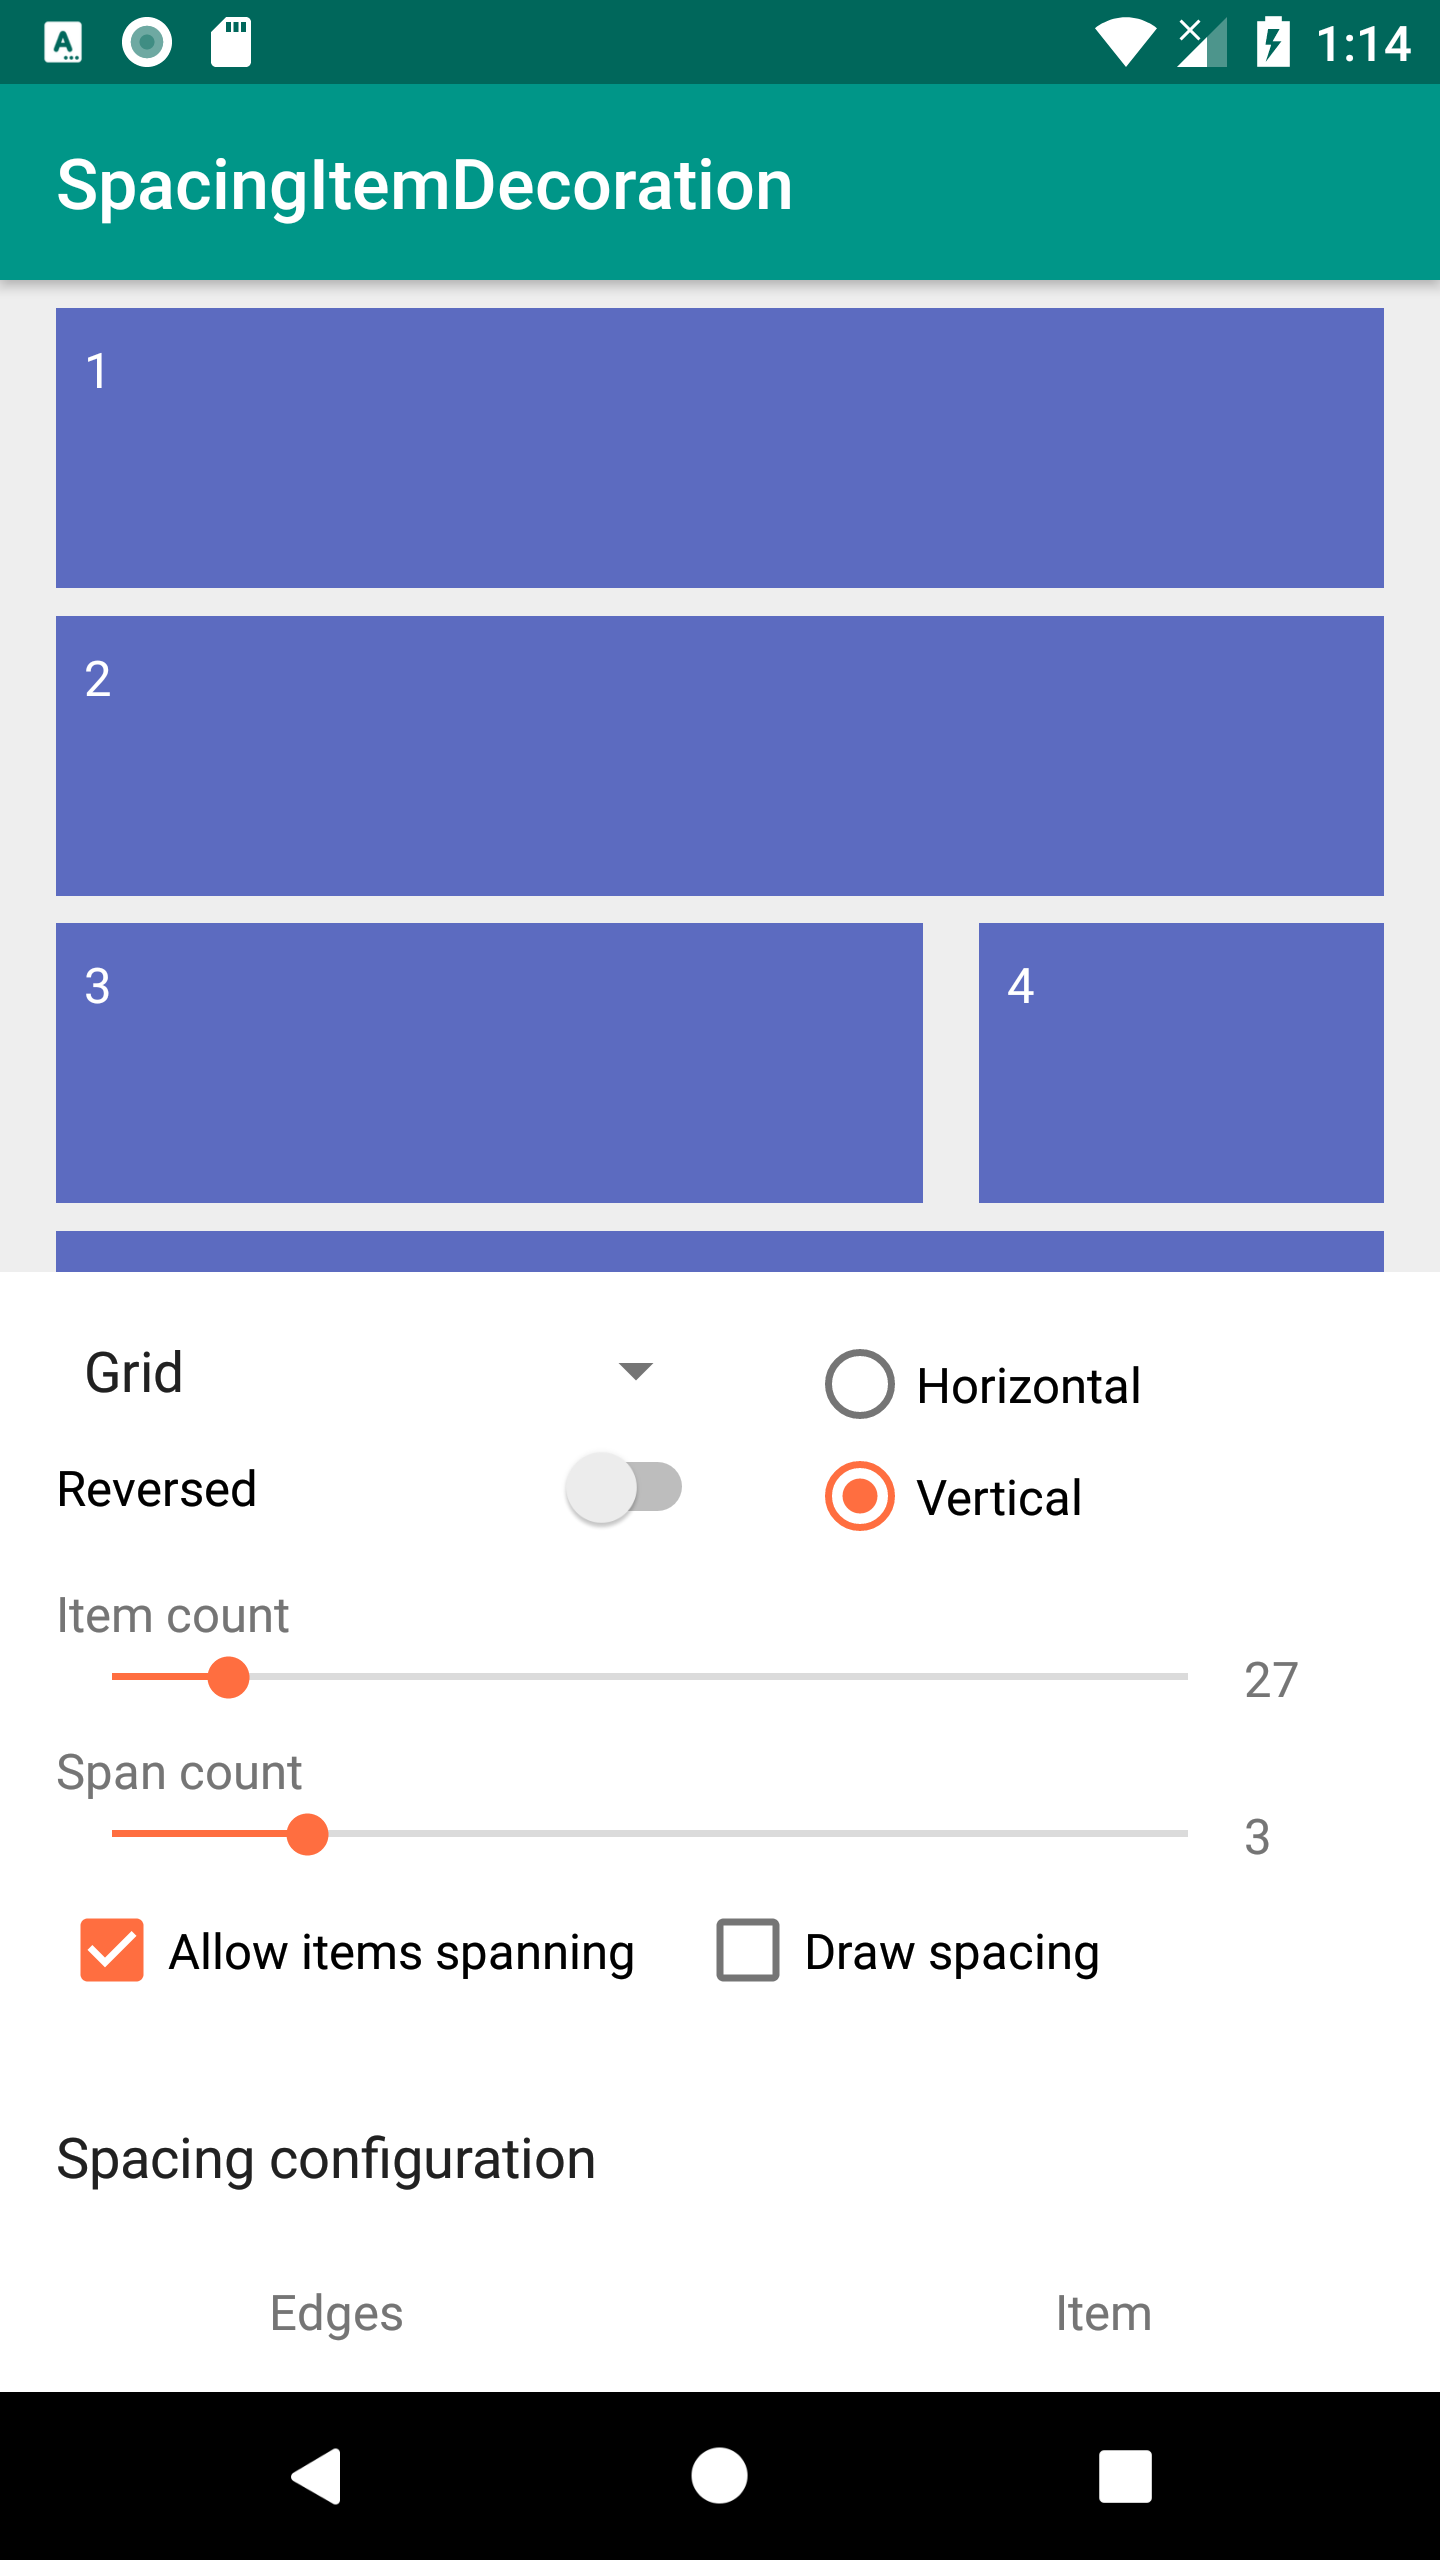 1:14
SpacingItemDecoration
1
2
3 4
Grid
Horizontal
Reversed
Vertical
Item count
27
Span count
3
Allow items spanning Draw spacing
Spacing configuration
Edges Item